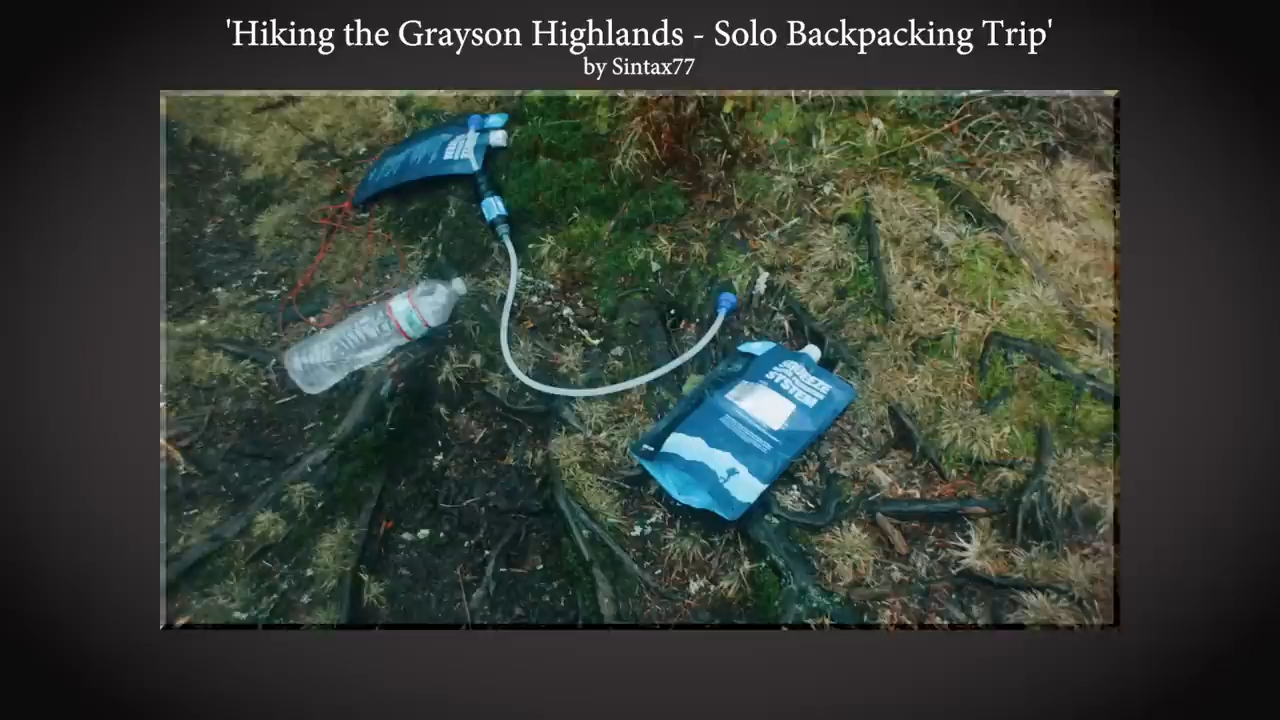 'Hiking the Grayson Highlands - Solo Backpacking Trip'
by Sintax77
SQUEEZE
SYSTEM